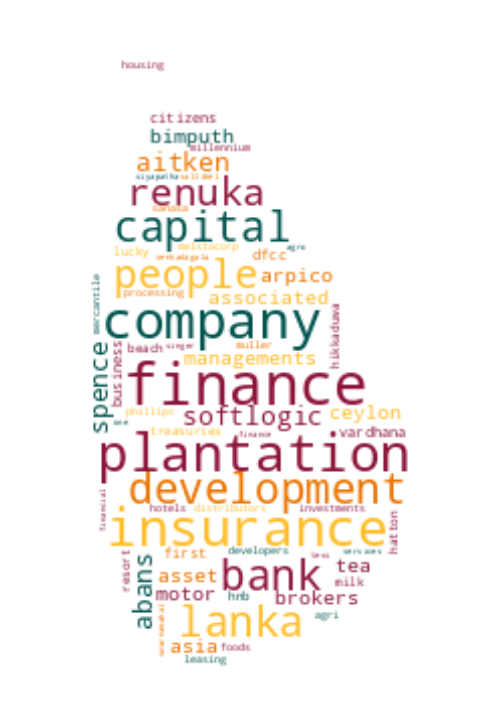 housing
citizens
bimputh
millennium
aitken
siyapatha wallibel
renuka
sanasa
capital
lucky melstacorp agro
senkadagala dfcc
people arpico
processing associated
mercantile
company
hikkaduwa
beach singer muller
business
managements
spence
finance
phillips softlogic ceylon
treasuries finance vardhana
plantation
development
financial
hotels distributors investments
insurance
hatton
first developers tess services
resort
abans
asset bank tea
milk
motor hnb brokers
lanka agri
asia foods
leasing